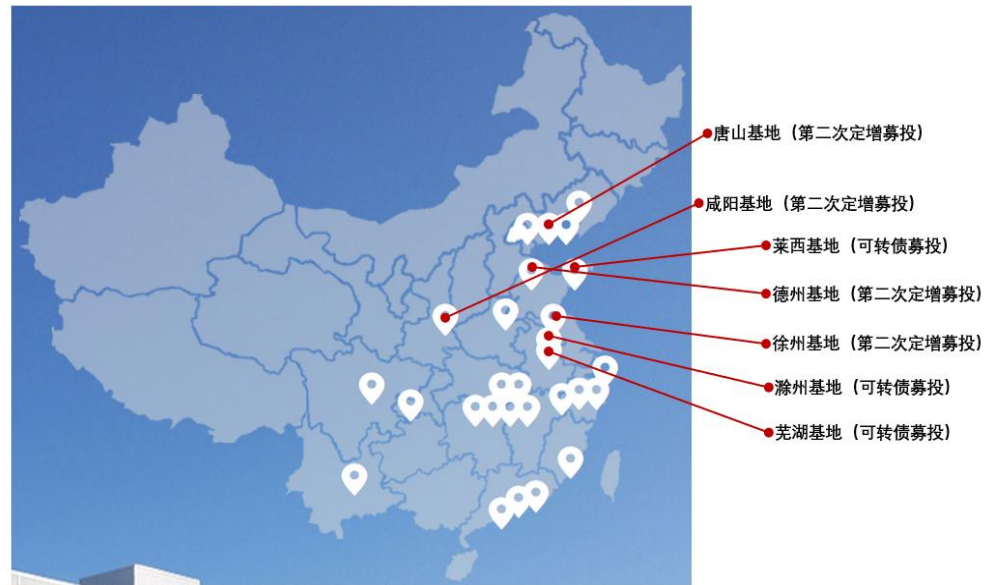 唐山基地（第二次定增募投）
咸阳基地（第二次定增募投）
莱西基地（可转债募投）
德州基地（第二次定增募投）
徐州基地（第二次定增募投）
滁州基地（可转债募投）
芜湖基地（可转债募投）